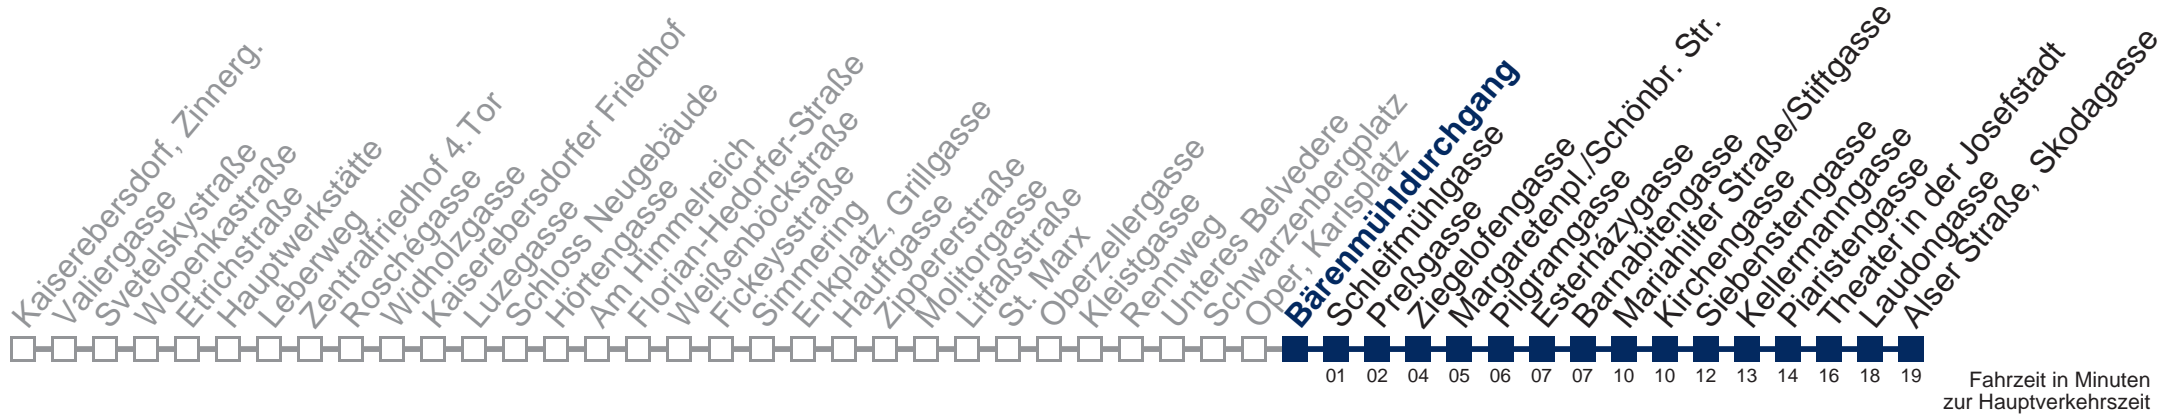 Kaiserebersdorf, Zinnerg.
Valiergasse
Svetelskystraße
Wopenkastraße
Etrichstraße
Hauptwerkstätte
Leberweg
Zentralfriedhof 4.Tor
Roschégasse
Widholzgasse
Kaiserebersdorfer Friedhof
Luzegasse
Schloss Neugebäude
Hörtengasse
Am Himmelreich
Florian-Hedorfer-Straße
Weißenböckstraße
Fickeysstraße
Simmering
Enkplatz, Grillgasse
Hauffgasse
Zippererstraße
Molitorgasse
Litfaßstraße
St. Marx
Oberzellergasse
Kleistgasse
Rennweg
Unteres Belvedere
Schwarzenbergplatz
Oper, Karlsplatz
Bärenmühldurchgang
Schleifmühlgasse
Preßgasse
Ziegelofengasse
Margaretenpl./Schönbr. Str.
Pilgramgasse
Esterházygasse
Barnabitengasse
Mariahilfer Straße/Stiftgasse
Kirchengasse
Siebensterngasse
Kellermanngasse
Piaristengasse
Theater in der Josefstadt
Laudongasse
Alser Straße, Skodagasse
01 02 04 05 06 07 07 10 10 12 13 14 16 18 19
Fahrzeit in Minuten
zur Hauptverkehrszeit